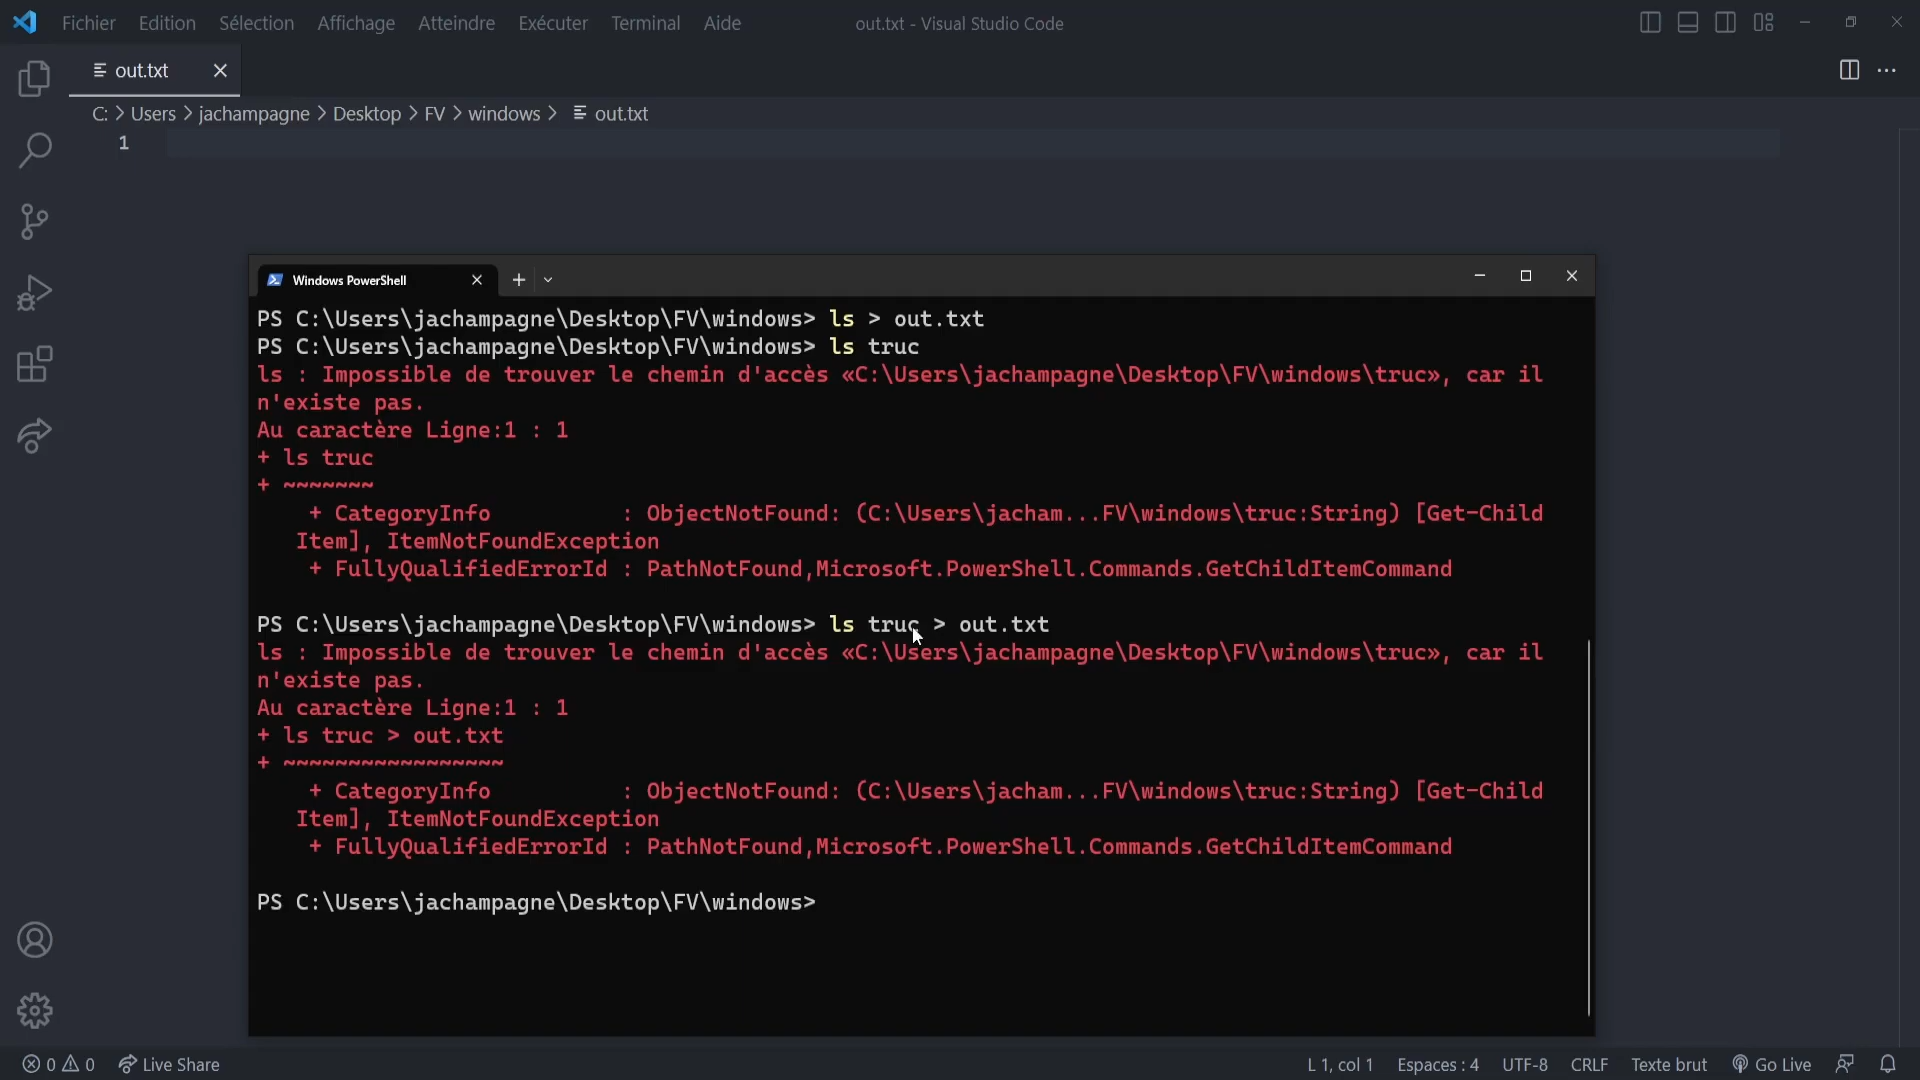 Fichier Edition Sélection Affichage Atteindre Exécuter Terminal Aide out.txt - Visual Studio Code
out.txt
C: > Users > jachampagne > Desktop > FV > windows > out.txt
1
Windows PowerShell
PS C:\Users\jachampagne\Desktop\FV\windows> ls > out.txt
PS C:\Users\jachampagne\Desktop\FV\windows> ls truc
ls : Impossible de trouver le chemin d'accès «C:\Users\jachampagne\Desktop\FV\windows\truc», car il
n'existe pas.
Au caractère Ligne:1 : 1
+ ls truc
+ ~~~~~~~
+ CategoryInfo : ObjectNotFound: (C:\Users\jacham...FV\windows\truc:String) [Get-Child
Item], ItemNotFoundException
+ FullyQualifiedErrorId : PathNotFound,Microsoft.PowerShell.Commands.GetChildItemCommand
PS C:\Users\jachampagne\Desktop\FV\windows> ls truc > out.txt
ls : Impossible de trouver le chemin d'accès «C:\Users\jachampagne\Desktop\FV\windows\truc», car il
n'existe pas.
Au caractère Ligne:1 : 1
+ ls truc > out.txt
+ ~~~~~~~~~~~~~~~~~
+ CategoryInfo : ObjectNotFound: (C:\Users\jacham...FV\windows\truc:String) [Get-Child
Item], ItemNotFoundException
+ FullyQualifiedErrorId : PathNotFound,Microsoft.PowerShell.Commands.GetChildItemCommand
PS C:\Users\jachampagne\Desktop\FV\windows>
0 0 Live Share L 1, col 1 Espaces : 4 UTF-8 CRLF Texte brut Go Live